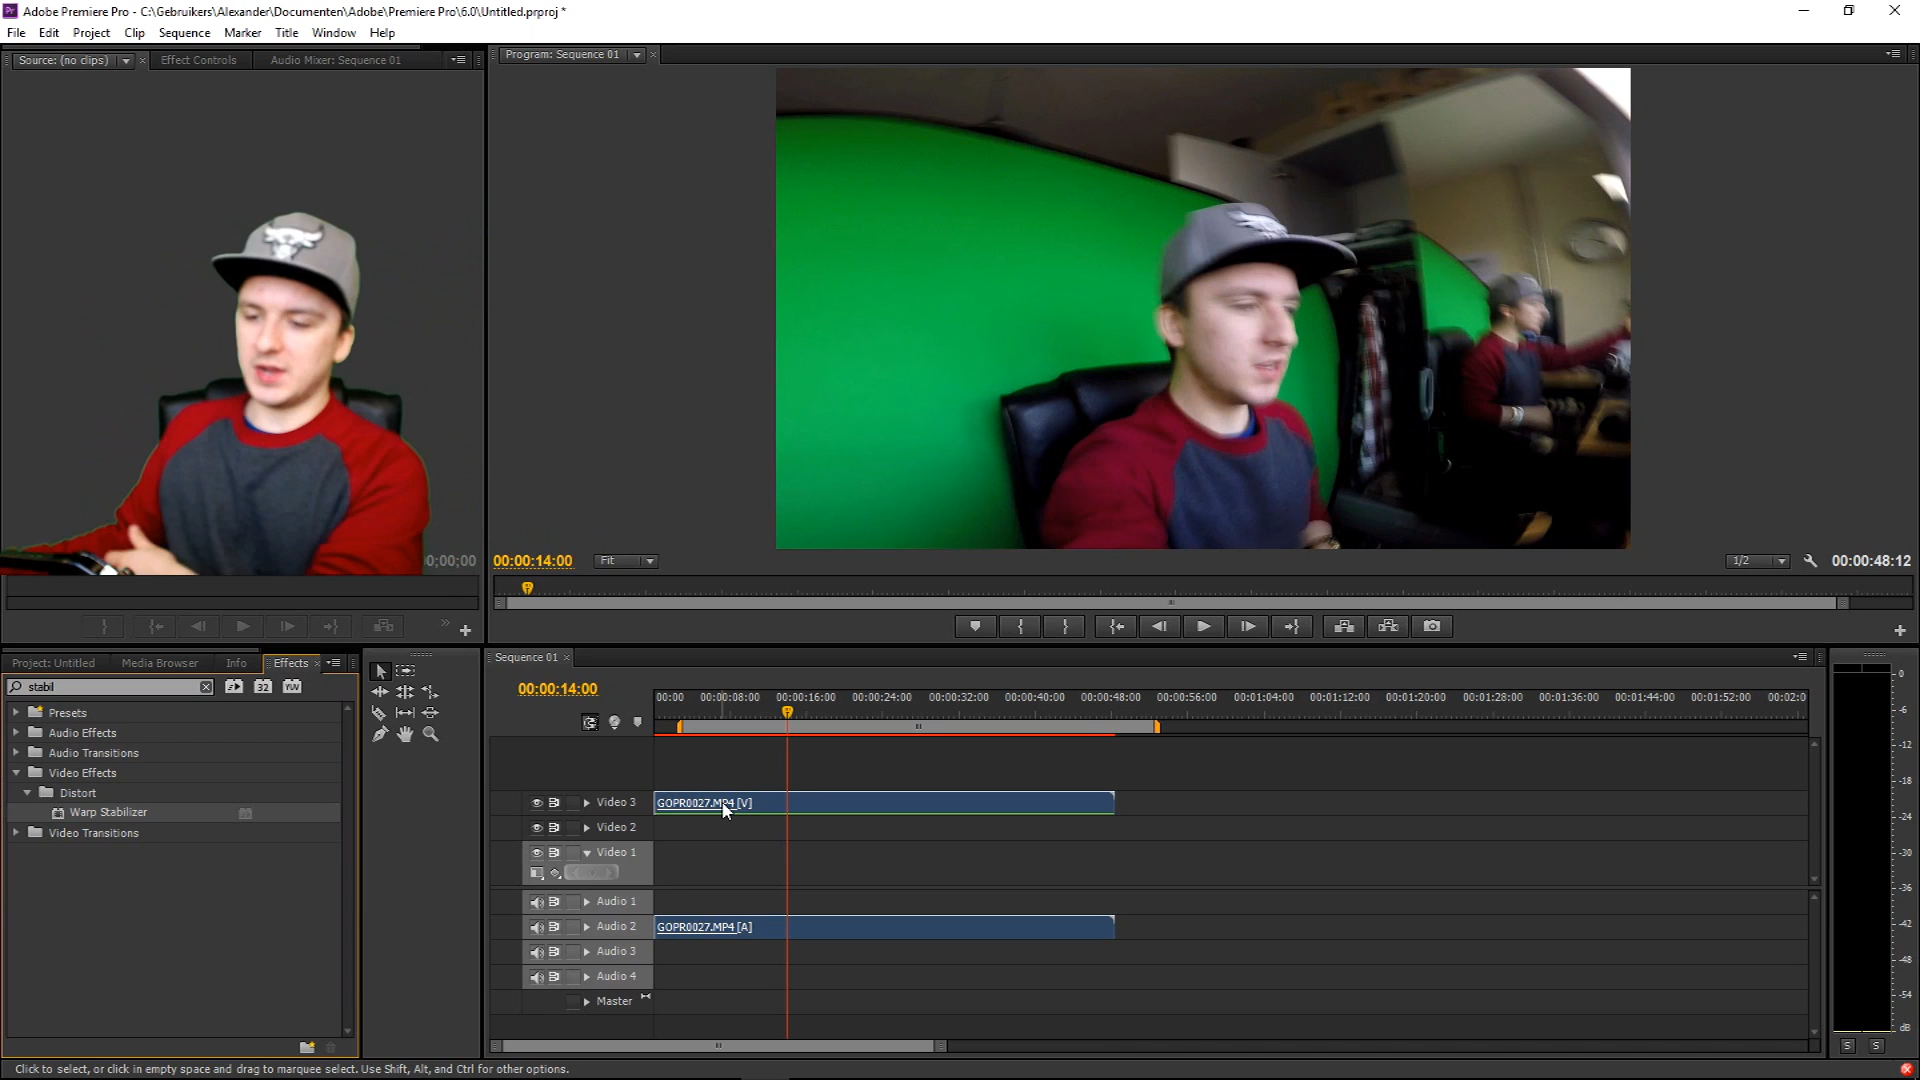 Adobe Premiere Pro - C:\Gebruikers\Alexander\Documenten\Adobe\Premiere Pro\6.0\Untitled.prproj *
File Edit Project Clip Sequence Marker Title Window Help
Source: (no clips) Effect Controls Audio Mixer: Sequence 01
Program: Sequence 01
0;00;00
00:00:14:00 Fit 1/2 00:00:48:12
Project: Untitled Media Browser Info Effects
stabil 32 YUV
Presets
Audio Effects
Audio Transitions
Video Effects
Distort
Warp Stabilizer
Video Transitions
Sequence 01
00:00:14:00
00:00 00:00:08:00 00:00:16:00 00:00:24:00 00:00:32:00 00:00:40:00 00:00:48:00 00:00:56:00 00:01:04:00 00:01:12:00 00:01:20:00 00:01:28:00 00:01:36:00 00:01:44:00 00:01:52:00 00:02:0
Video 3 GOPR0027.MP4 [V]
Video 2
Video 1
Audio 1
Audio 2 GOPR0027.MP4 [A]
Audio 3
Audio 4
Master
0
-6
-12
-18
-24
-30
-36
-42
-48
-54
dB
S S
Click to select, or click in empty space and drag to marquee select. Use Shift, Alt, and Ctrl for other options.